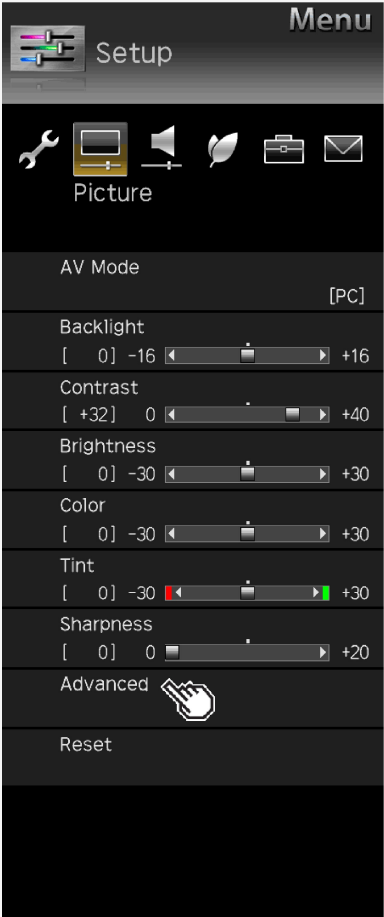 Menu
Setup
Picture
AV Mode
[PC]
Backlight
[ 0] -16 +16
Contrast
[ +32] 0 +40
Brightness
[ 0] -30 +30
Color
[ 0] -30 +30
Tint
[ 0] -30 +30
Sharpness
[ 0] 0 +20
Advanced
Reset